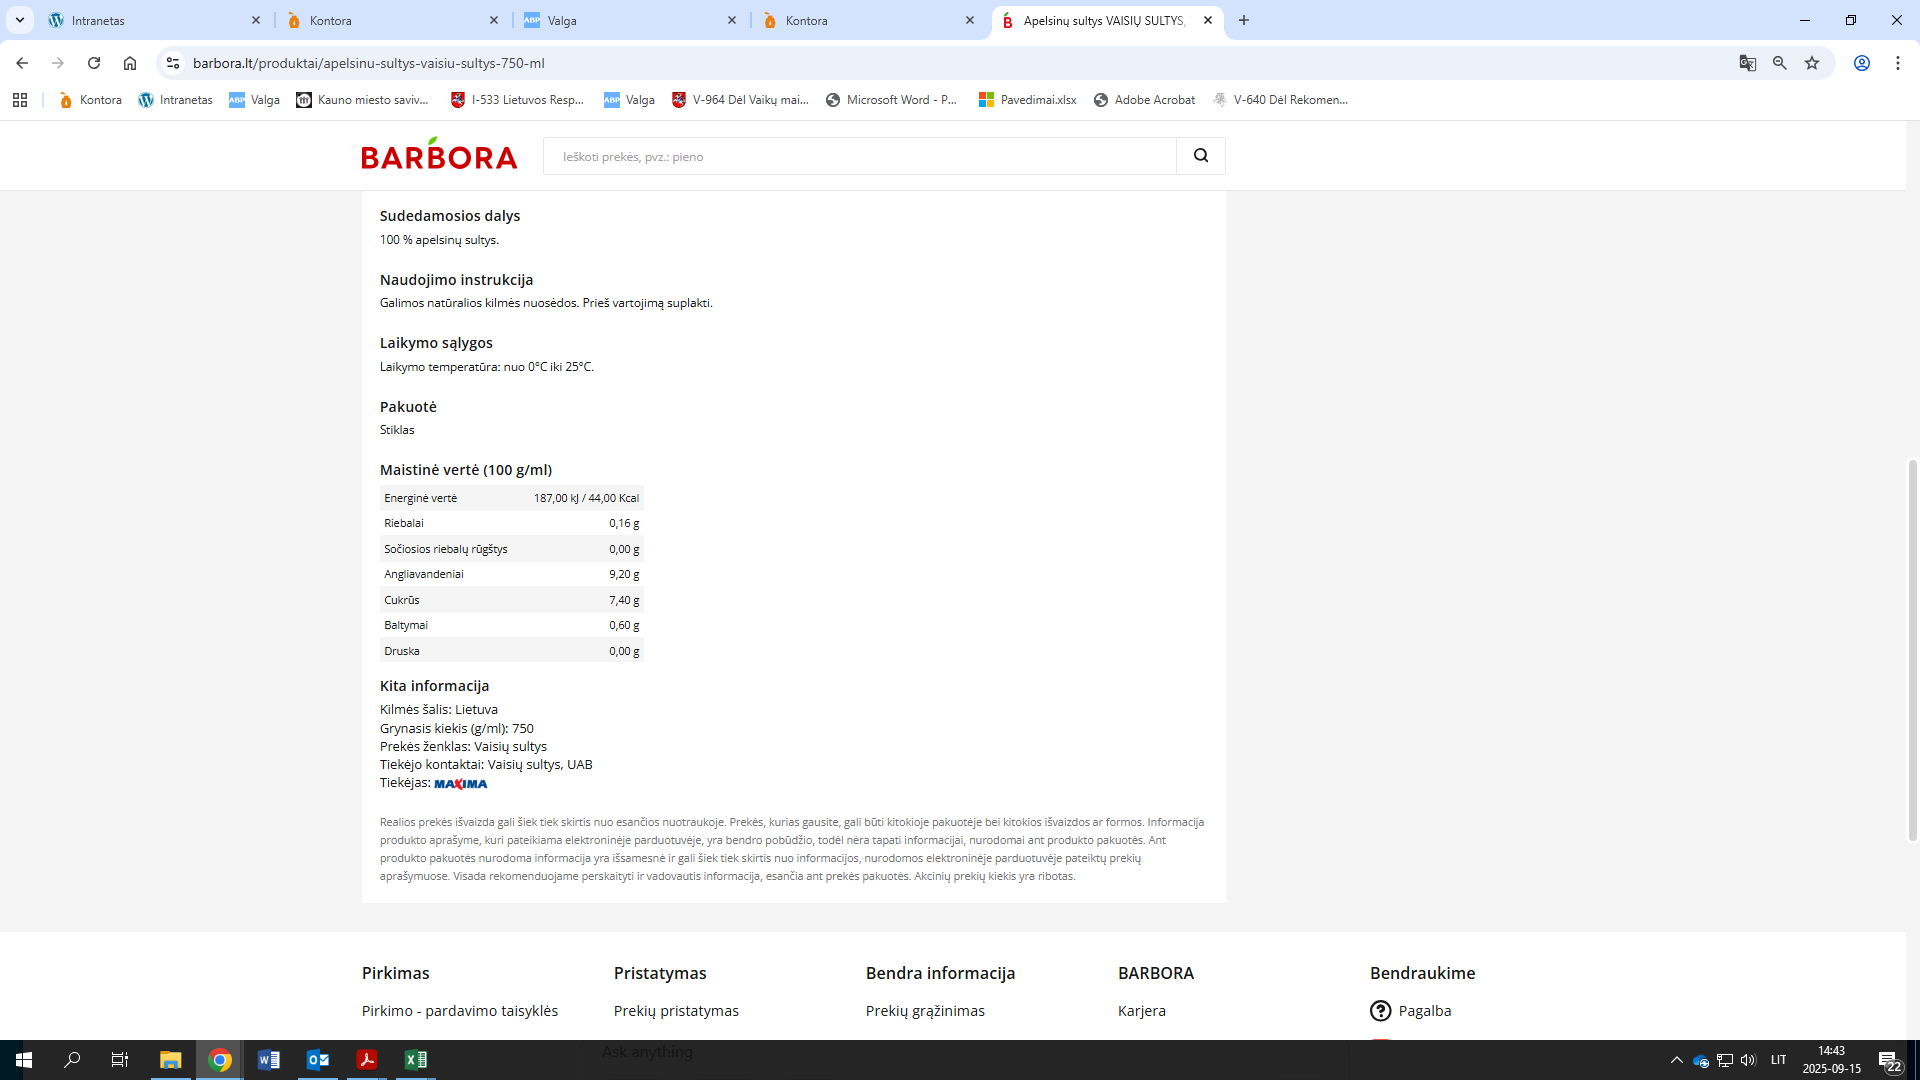 Intranetas
Kontora
Valga
Kontora
Apelsinų sultys VAISIŲ SULTYS,
barbora.lt/produktai/apelsinu-sultys-vaisiu-sultys-750-ml
Kontora
Intranetas
ABP Valga
Kauno miesto saviv...
I-533 Lietuvos Resp...
ABP Valga
V-964 Dėl Vaikų mai...
Microsoft Word - P...
Pavedimai.xlsx
Adobe Acrobat
V-640 Dėl Rekomen...
BARBORA
Ieškoti prekės, pvz.: pieno
Sudedamosios dalys
100 % apelsinų sultys.
Naudojimo instrukcija
Galimos natūralios kilmės nuosėdos. Prieš vartojimą suplakti.
Laikymo sąlygos
Laikymo temperatūra: nuo 0°C iki 25°C.
Pakuotė
Stiklas
Maistinė vertė (100 g/ml)
Energinė vertė 187,00 kJ / 44,00 Kcal
Riebalai 0,16 g
Sočiosios riebalų rūgštys 0,00 g
Angliavandeniai 9,20 g
Cukrūs 7,40 g
Baltymai 0,60 g
Druska 0,00 g
Kita informacija
Kilmės šalis: Lietuva
Grynasis kiekis (g/ml): 750
Prekės ženklas: Vaisių sultys
Tiekėjo kontaktai: Vaisių sultys, UAB
Tiekėjas: MAXIMA
Realios prekės išvaizda gali šiek tiek skirtis nuo esančios nuotraukoje. Prekės, kurias gausite, gali būti kitokioje pakuotėje bei kitokios išvaizdos ar formos. Informacija
produkto aprašyme, kuri pateikiama elektroninėje parduotuvėje, yra bendro pobūdžio, todėl nėra tapati informacijai, nurodomai ant produkto pakuotės. Ant
produkto pakuotės nurodoma informacija yra išsamesnė ir gali šiek tiek skirtis nuo informacijos, nurodomos elektroninėje parduotuvėje pateiktų prekių
aprašymuose. Visada rekomenduojame perskaityti ir vadovautis informacija, esančia ant prekės pakuotės. Akcinių prekių kiekis yra ribotas.
Pirkimas
Pristatymas
Bendra informacija
BARBORA
Bendraukime
Pirkimo - pardavimo taisyklės
Prekių pristatymas
Prekių grąžinimas
Karjera
Pagalba
Ask anything
LIT
14:43
2025-09-15
22